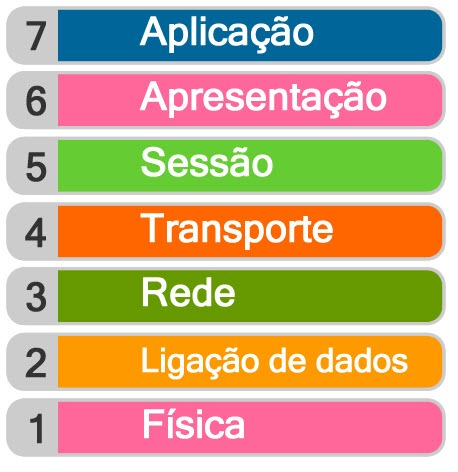 7 Aplicação
6 Apresentação
5 Sessão
4 Transporte
3 Rede
2 Ligação de dados
1 Física